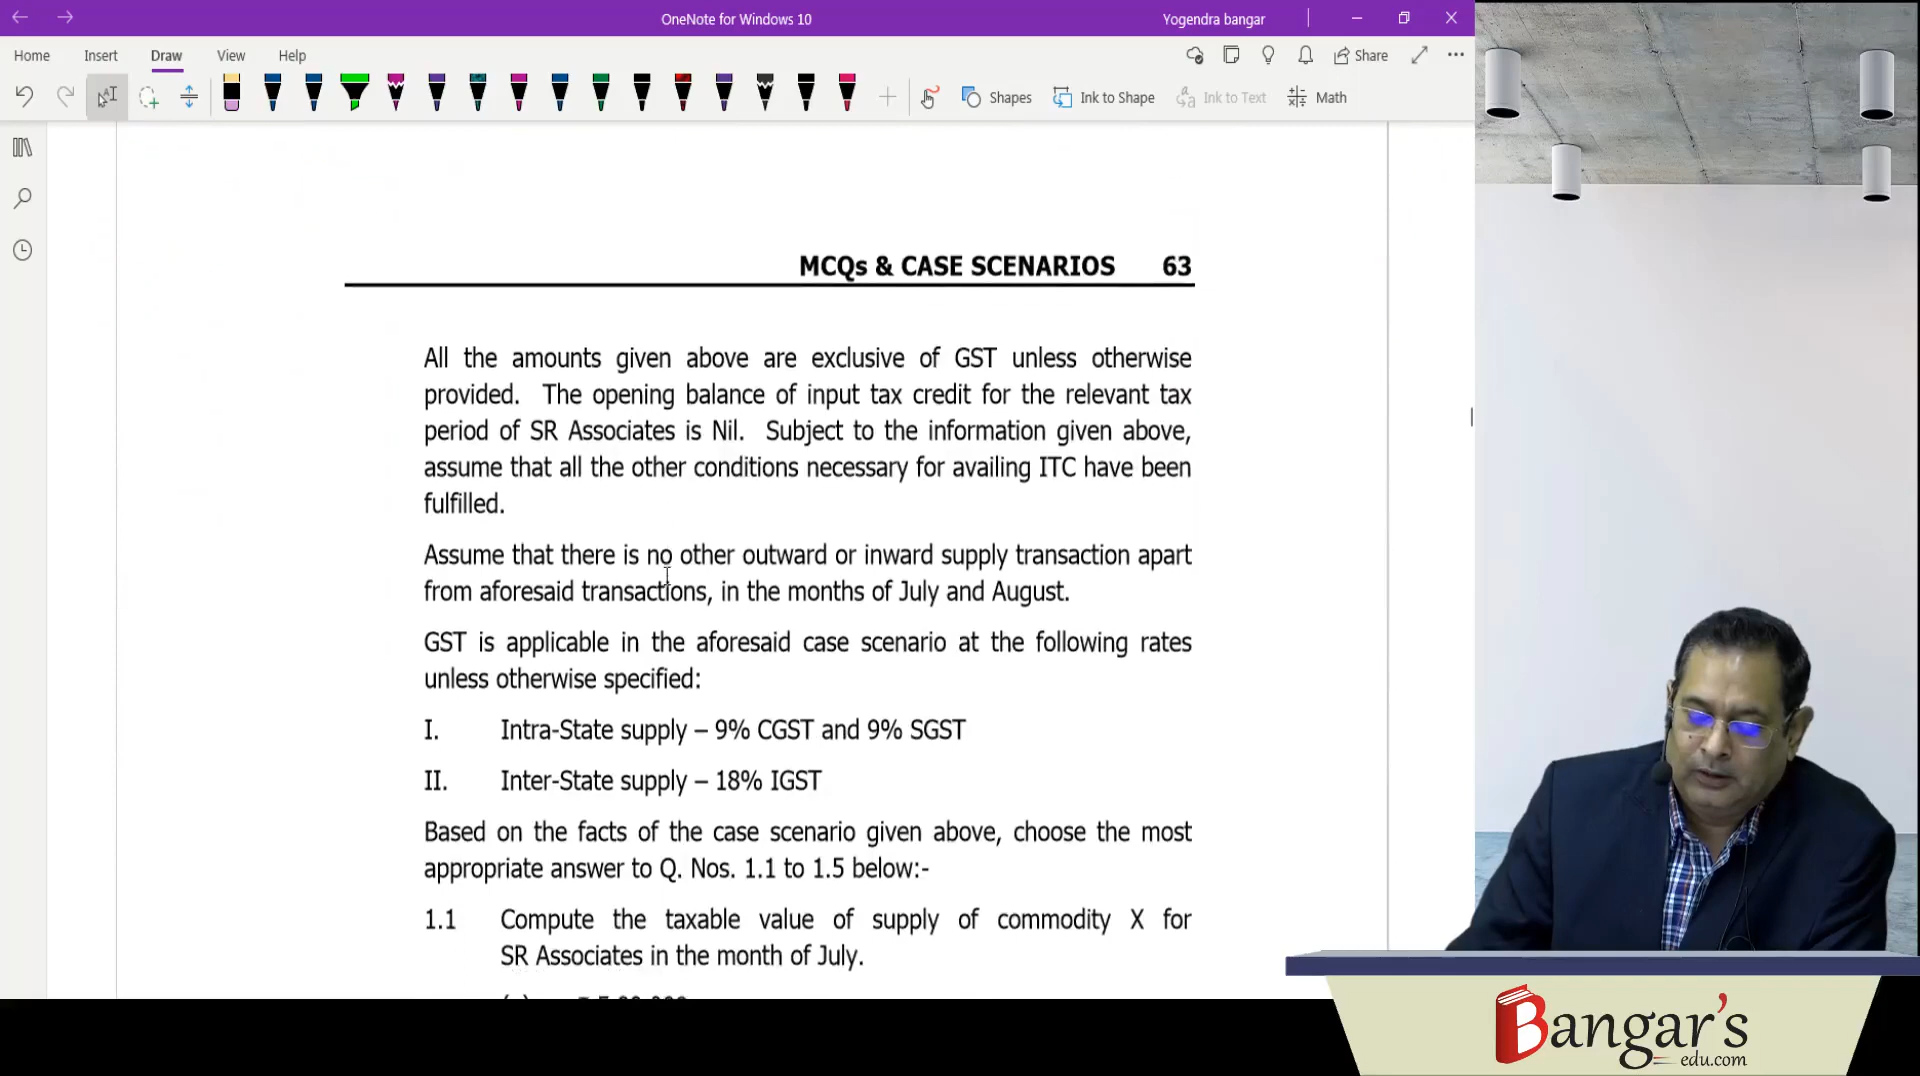 OneNote for Windows 10
Yogendra bangar
Home Insert Draw View Help
Share
Shapes
Ink to Shape
Ink to Text
Math
MCQs & CASE SCENARIOS 63
All the amounts given above are exclusive of GST unless otherwise
provided. The opening balance of input tax credit for the relevant tax
period of SR Associates is Nil. Subject to the information given above,
assume that all the other conditions necessary for availing ITC have been
fulfilled.
Assume that there is no other outward or inward supply transaction apart
from aforesaid transactions, in the months of July and August.
GST is applicable in the aforesaid case scenario at the following rates
unless otherwise specified:
I. Intra-State supply – 9% CGST and 9% SGST
II. Inter-State supply – 18% IGST
Based on the facts of the case scenario given above, choose the most
appropriate answer to Q. Nos. 1.1 to 1.5 below:-
1.1 Compute the taxable value of supply of commodity X for
SR Associates in the month of July.
Bangar's
edu.com